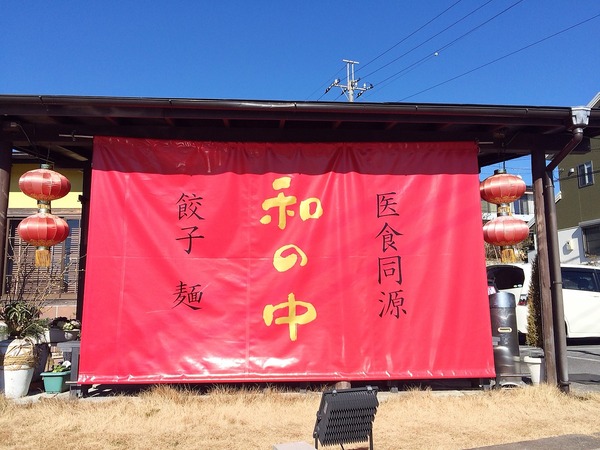 医食同源
和の中
餃子 麺